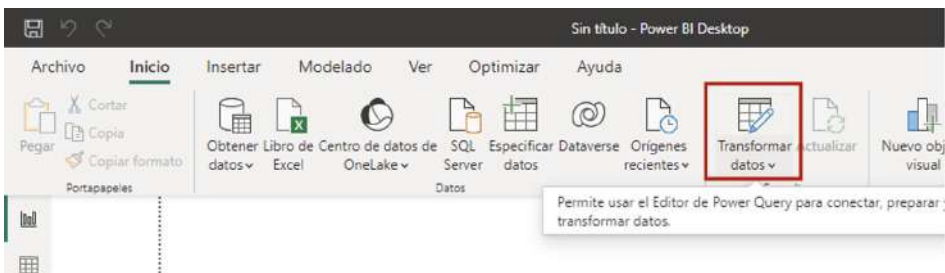 Sin título - Power BI Desktop
Archivo Inicio Insertar Modelado Ver Optimizar Ayuda
Pegar
Cortar
Copia
Copiar formato
Portapapeles
Obtener datos
Libro de Excel
Centro de datos de OneLake
SQL Server
Especificar datos
Dataverse
Orígenes recientes
Datos
Transformar datos
Actualizar
Nuevo obj
visual
Permite usar el Editor de Power Query para conectar, preparar y
transformar datos.